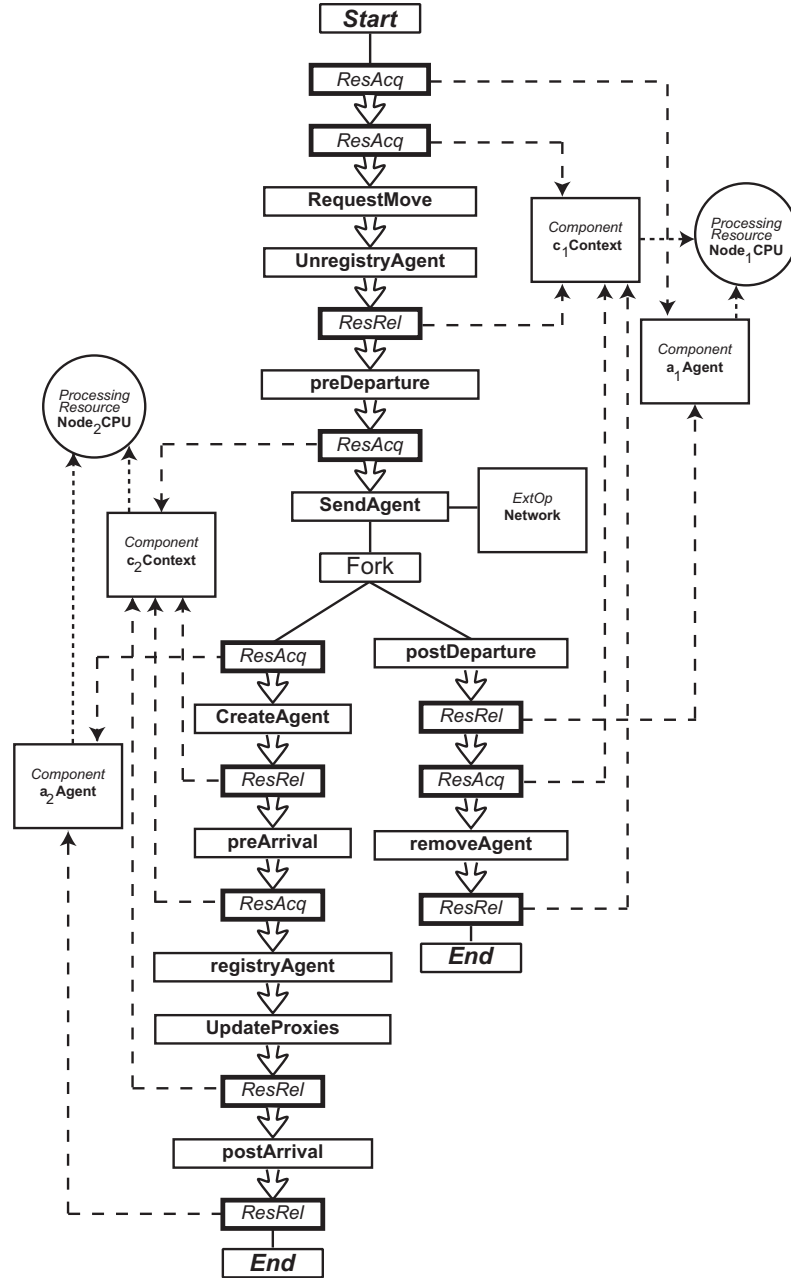 Start
ResAcq
ResAcq
RequestMove
UnregistryAgent
ResRel
preDeparture
ResAcq
SendAgent
Fork
Component
c1Context
Processing
Resource
Node1CPU
Component
a1Agent
ExtOp
Network
Processing
Resource
Node2CPU
Component
c2Context
Component
a2Agent
ResAcq
CreateAgent
ResRel
preArrival
ResAcq
registryAgent
UpdateProxies
ResRel
postArrival
ResRel
End
postDeparture
ResRel
ResAcq
removeAgent
ResRel
End